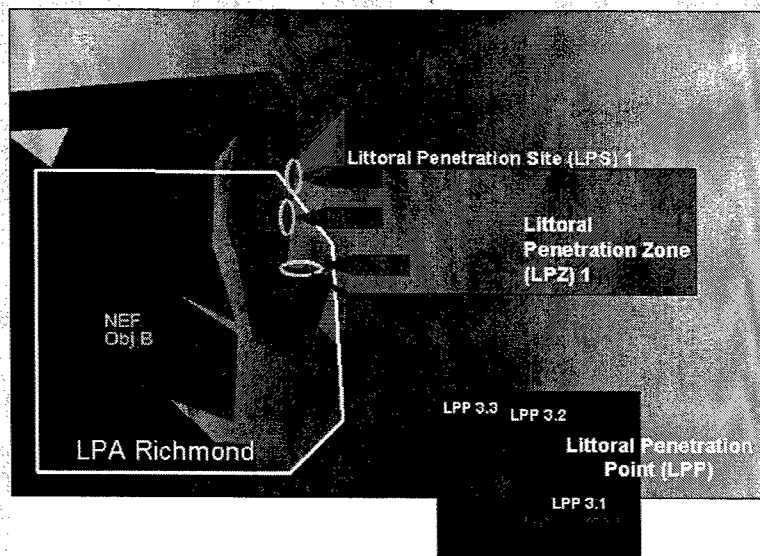 Littoral Penetration Site (LPS) 1
Littoral
Penetration Zone
(LPZ) 1
NEF
Obj B
LPA Richmond
LPP 3.3
LPP 3.2
Littoral Penetration
Point (LPP)
LPP 3.1